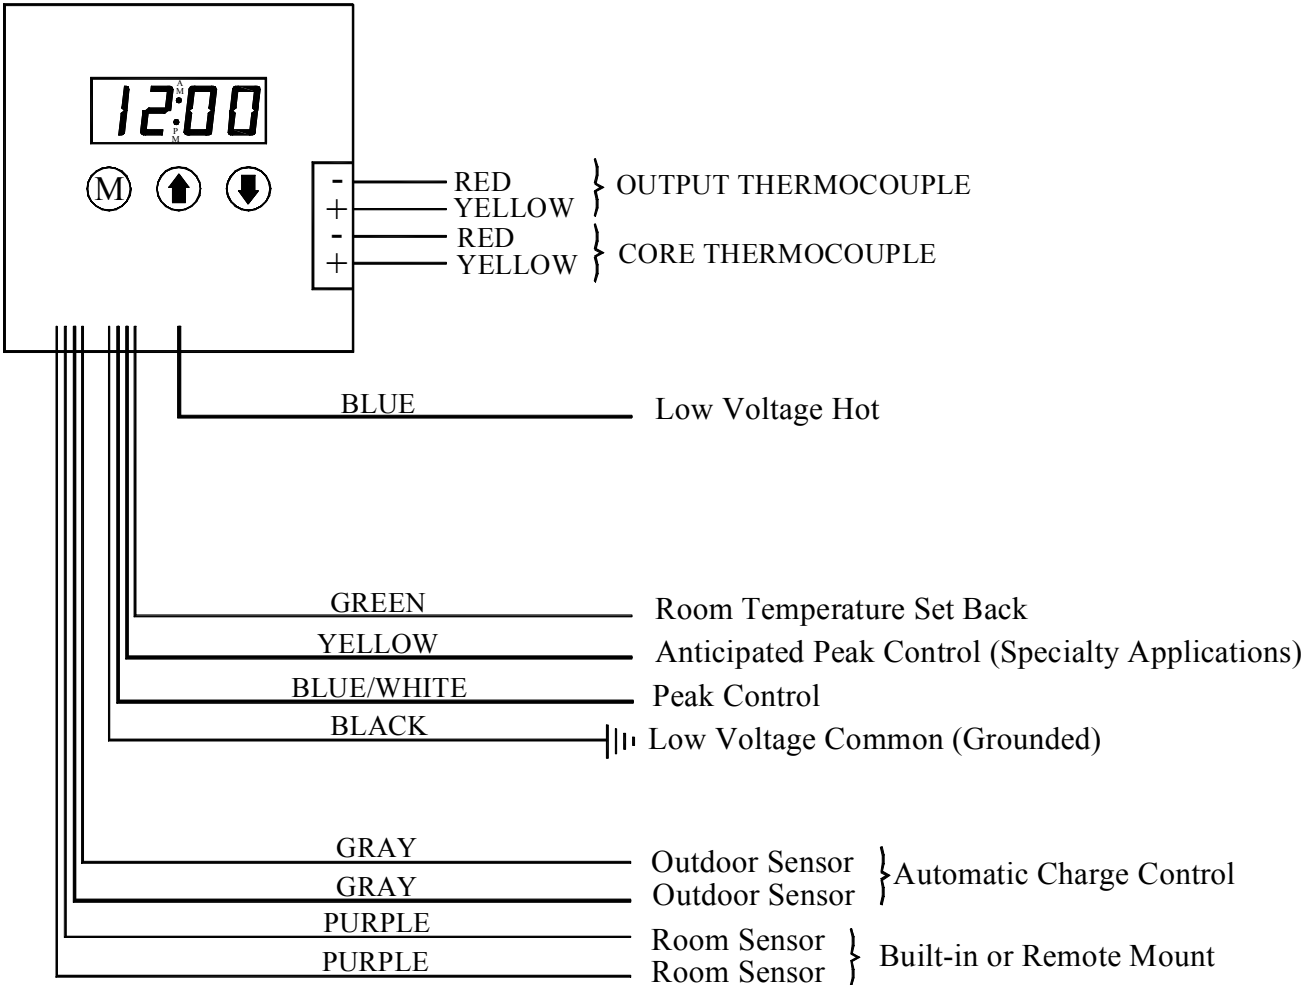 A
M
12:00
P
M
M
- RED
OUTPUT THERMOCOUPLE
+ YELLOW
- RED
CORE THERMOCOUPLE
+ YELLOW
BLUE Low Voltage Hot
GREEN Room Temperature Set Back
YELLOW Anticipated Peak Control (Specialty Applications)
BLUE/WHITE Peak Control
BLACK Low Voltage Common (Grounded)
GRAY Outdoor Sensor
Automatic Charge Control
GRAY Outdoor Sensor
PURPLE Room Sensor
Built-in or Remote Mount
PURPLE Room Sensor